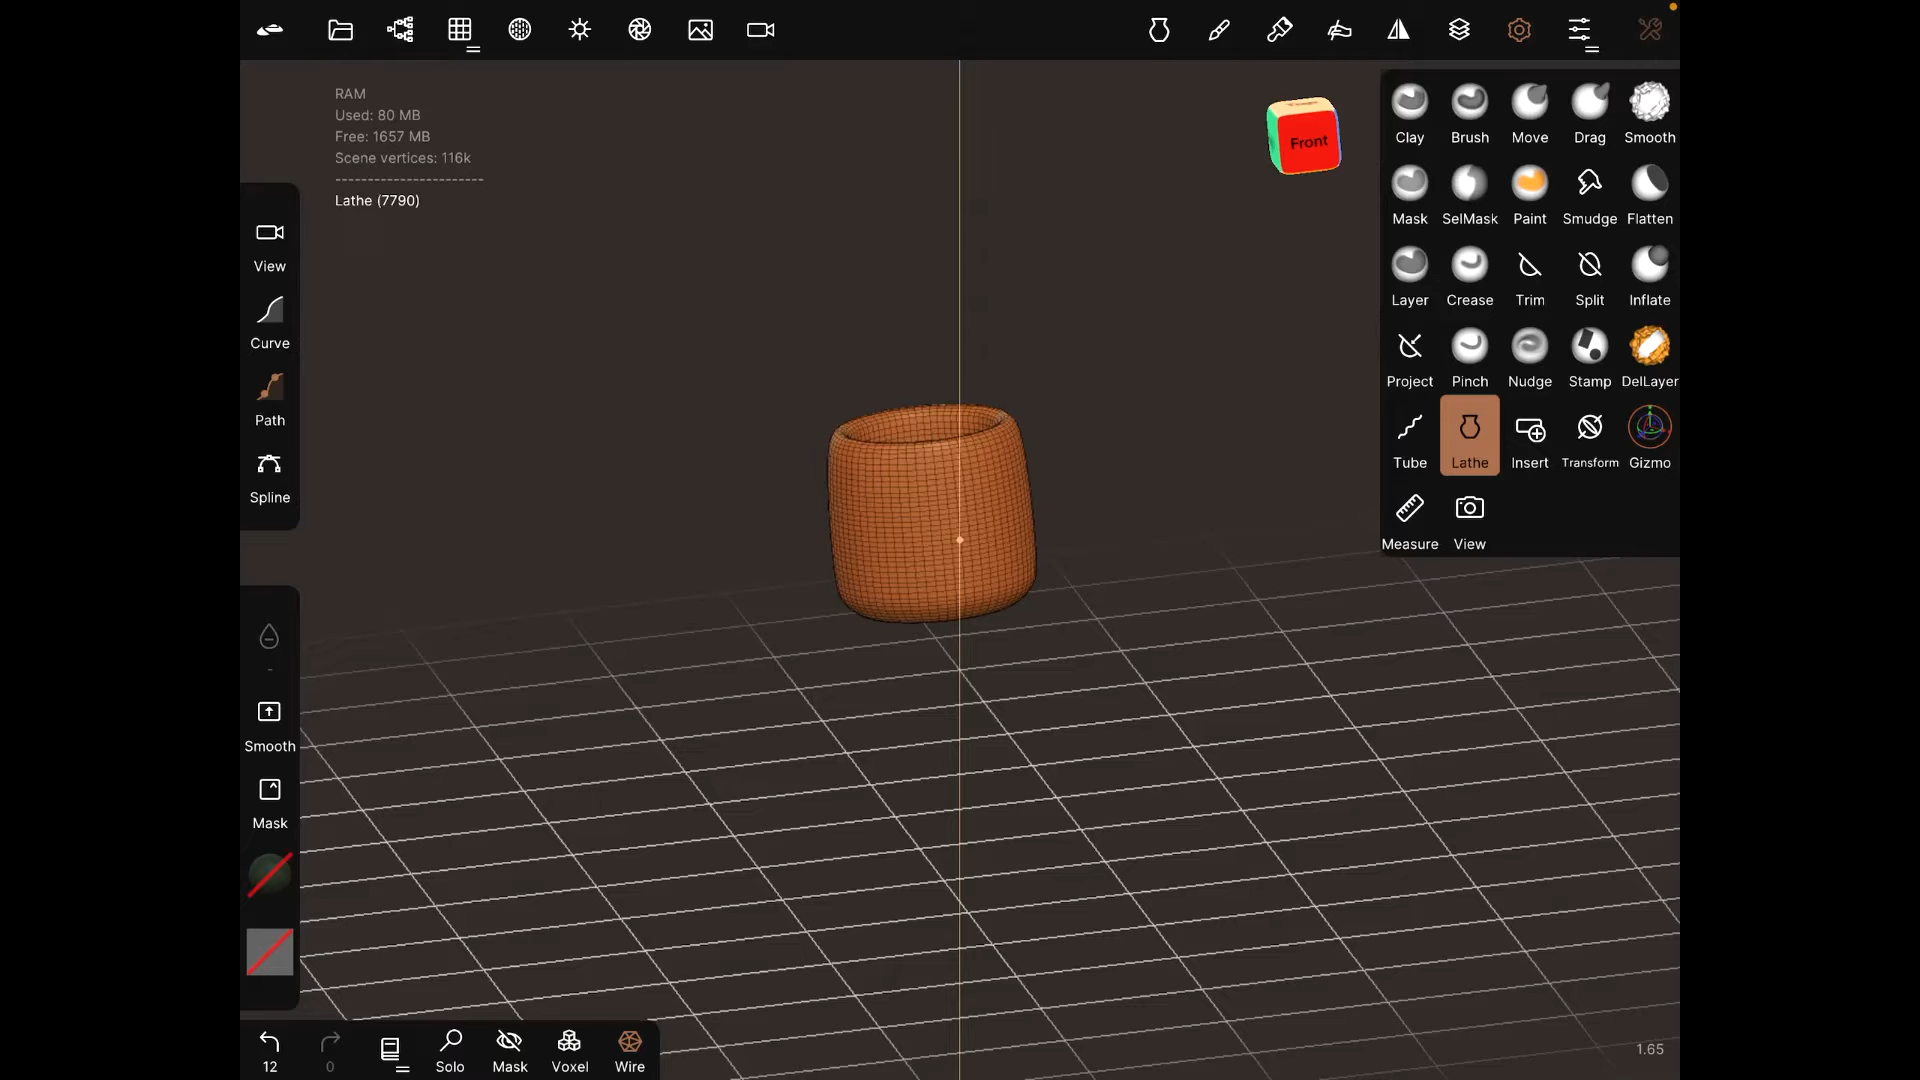 RAM
Used: 80 MB
Free: 1657 MB
Scene vertices: 116k
-----------------------
Lathe (7790)
Front
View
Curve
Path
Spline
-
Smooth
Mask
Clay Brush Move Drag Smooth
Mask SelMask Paint Smudge Flatten
Layer Crease Trim Split Inflate
Project Pinch Nudge Stamp DelLayer
Tube Lathe Insert Transform Gizmo
Measure View
12 0 Solo Mask Voxel Wire
1.65